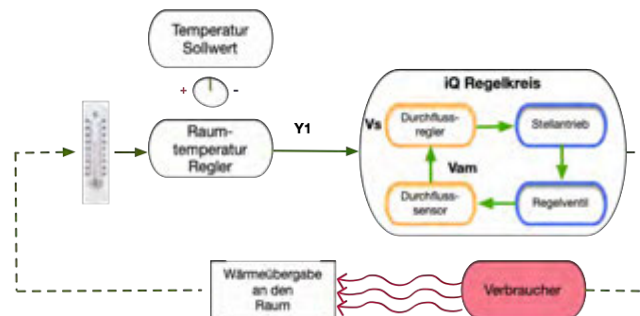 Temperatur
Sollwert
+
-
Raum-
temperatur
Regler
Y1
iQ Regelkreis
Vs
Durchfluss-
regler
Stellantrieb
Vam
Durchfluss-
sensor
Regelventil
Wärmeübergabe
an den
Raum
Verbraucher